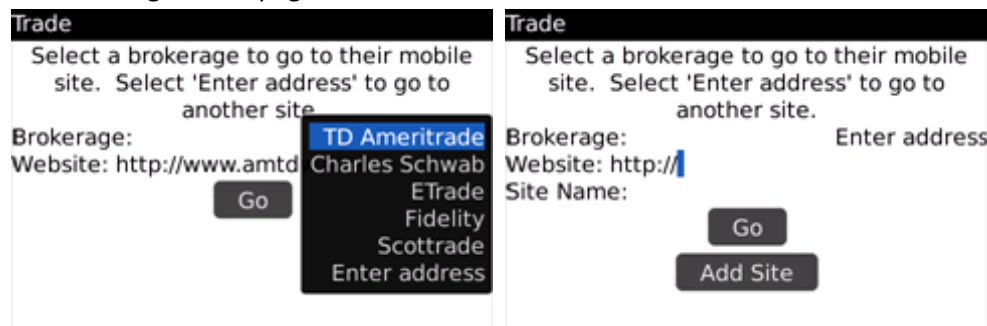 Trade
Select a brokerage to go to their mobile
site.  Select 'Enter address' to go to
another site
Brokerage:
Website: http://www.amtd
Go
TD Ameritrade
Charles Schwab
ETrade
Fidelity
Scottrade
Enter address
Trade
Select a brokerage to go to their mobile
site.  Select 'Enter address' to go to
another site.
Brokerage: Enter address
Website: http://
Site Name:
Go
Add Site